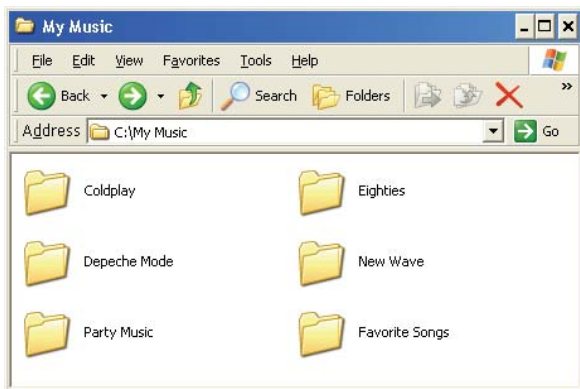 My Music
File Edit View Favorites Tools Help
Back Search Folders »
Address C:\My Music Go
Coldplay Eighties
Depeche Mode New Wave
Party Music Favorite Songs